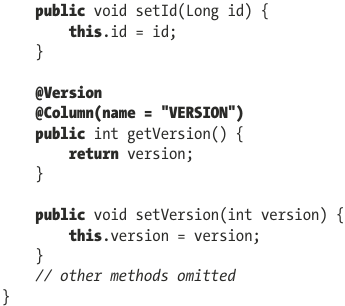 public void setId(Long id) {
this.id = id;
}
@Version
@Column(name = "VERSION")
public int getVersion() {
return version;
}
public void setVersion(int version) {
this.version = version;
}
// other methods omitted
}